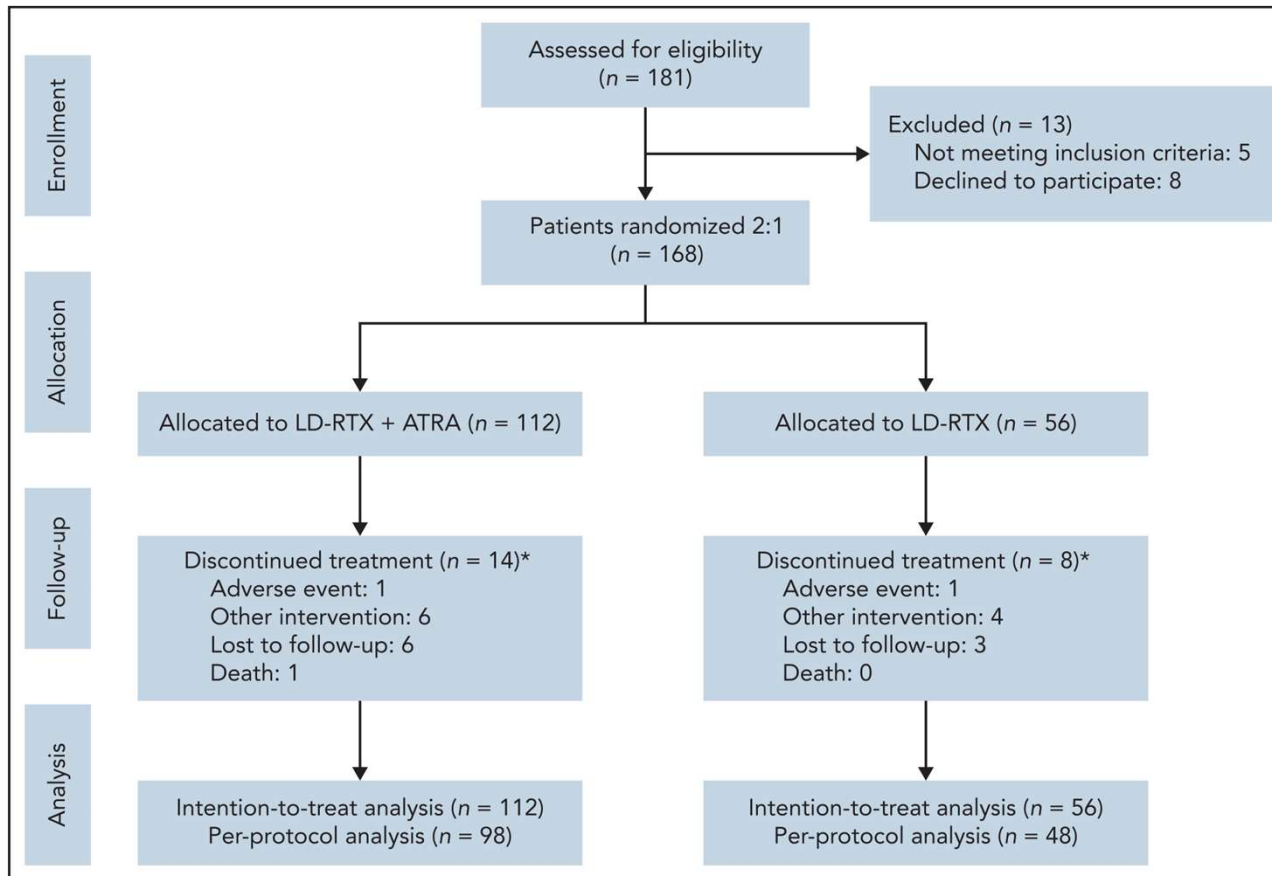 Enrollment
Assessed for eligibility
(n = 181)
Excluded (n = 13)
Not meeting inclusion criteria: 5
Declined to participate: 8
Patients randomized 2:1
(n = 168)
Allocation
Allocated to LD-RTX + ATRA (n = 112)
Allocated to LD-RTX (n = 56)
Follow-up
Discontinued treatment (n = 14)*
Adverse event: 1
Other intervention: 6
Lost to follow-up: 6
Death: 1
Discontinued treatment (n = 8)*
Adverse event: 1
Other intervention: 4
Lost to follow-up: 3
Death: 0
Analysis
Intention-to-treat analysis (n = 112)
Per-protocol analysis (n = 98)
Intention-to-treat analysis (n = 56)
Per-protocol analysis (n = 48)